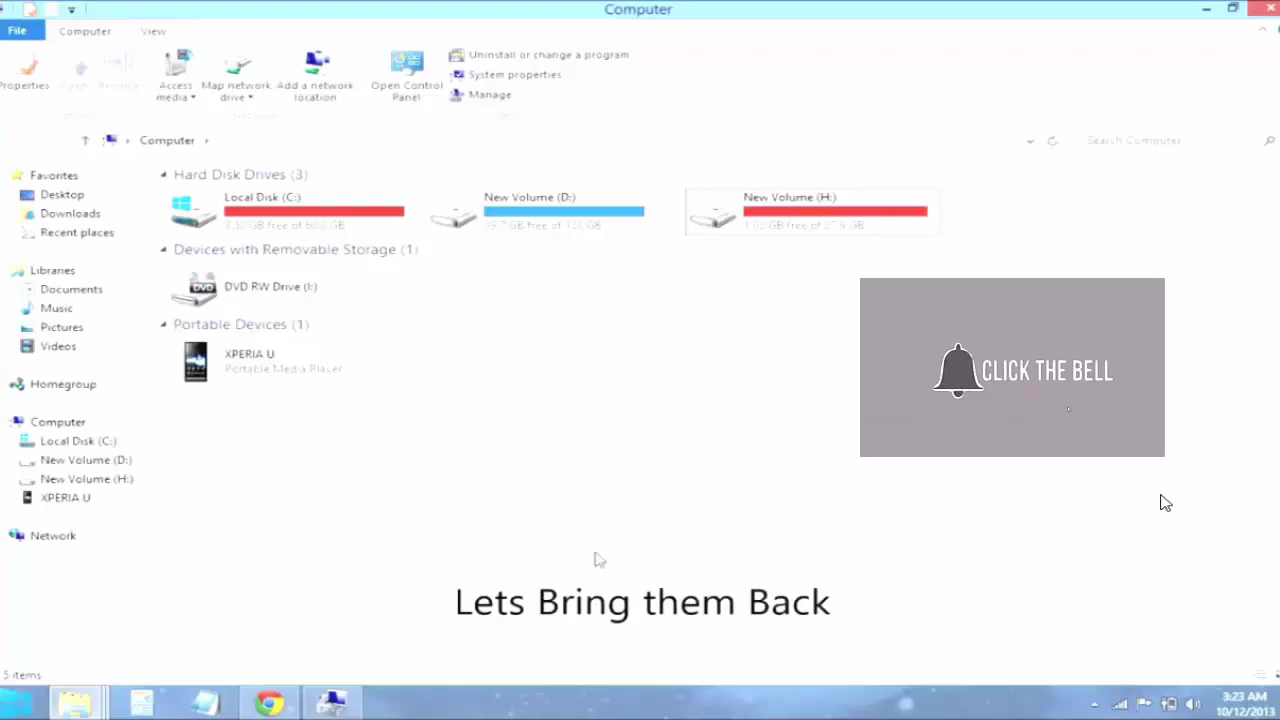 Computer
File
Computer
View
Properties
Access media
Map network drive
Add a network location
Open Control Panel
Uninstall or change a program
System properties
Manage
Computer
Search Computer
Favorites
Desktop
Downloads
Recent places
Libraries
Documents
Music
Pictures
Videos
Homegroup
Computer
Local Disk (C:)
New Volume (D:)
New Volume (H:)
XPERIA U
Network
Hard Disk Drives (3)
Local Disk (C:)
New Volume (D:)
New Volume (H:)
Devices with Removable Storage (1)
DVD RW Drive (I:)
Portable Devices (1)
XPERIA U
Portable Media Player
CLICK THE BELL
Lets Bring them Back
5 items
3:23 AM
10/12/2013